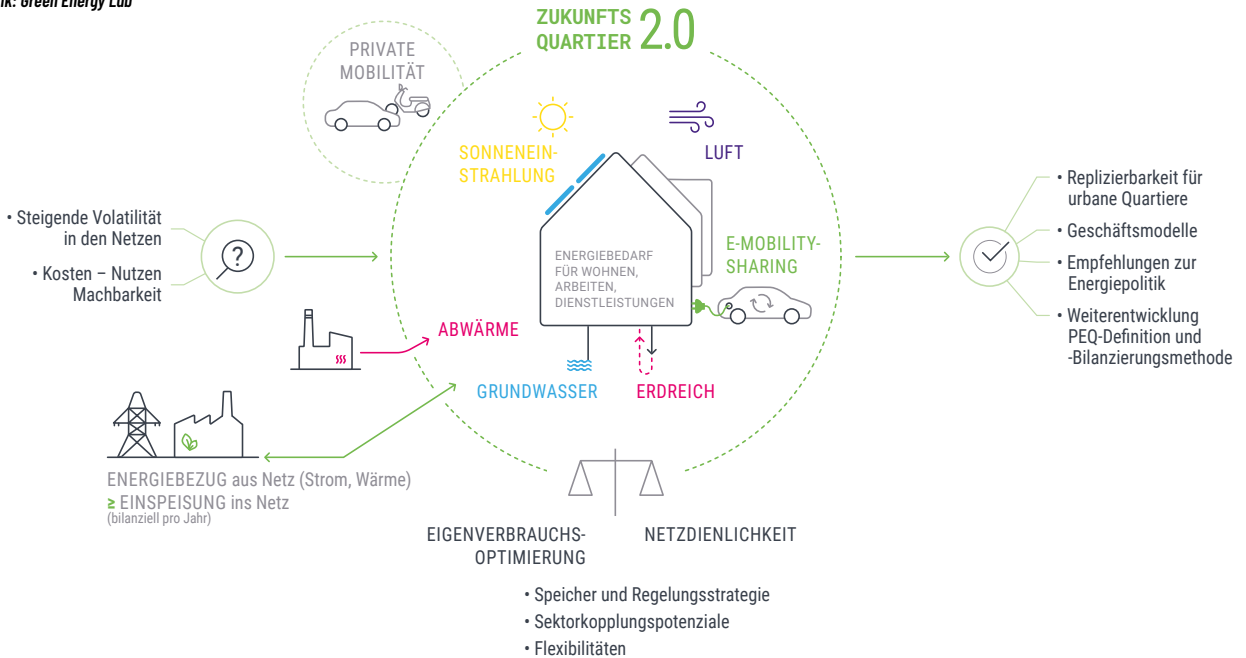 Green Energy Lab
ZUKUNFTS
QUARTIER 2.0
PRIVATE
MOBILITÄT
SONNENEIN-
STRAHLUNG
LUFT
• Steigende Volatilität
in den Netzen
• Kosten – Nutzen
Machbarkeit
?
ENERGIEBEDARF
FÜR WOHNEN,
ARBEITEN,
DIENSTLEISTUNGEN
E-MOBILITY-
SHARING
• Replizierbarkeit für
urbane Quartiere
• Geschäftsmodelle
• Empfehlungen zur
Energiepolitik
• Weiterentwicklung
PEQ-Definition und
-Bilanzierungsmethode
ABWÄRME
GRUNDWASSER
ERDREICH
ENERGIEBEZUG aus Netz (Strom, Wärme)
≥ EINSPEISUNG ins Netz
(bilanziell pro Jahr)
EIGENVERBRAUCHS-
OPTIMIERUNG
NETZDIENLICHKEIT
• Speicher und Regelungsstrategie
• Sektorkopplungspotenziale
• Flexibilitäten